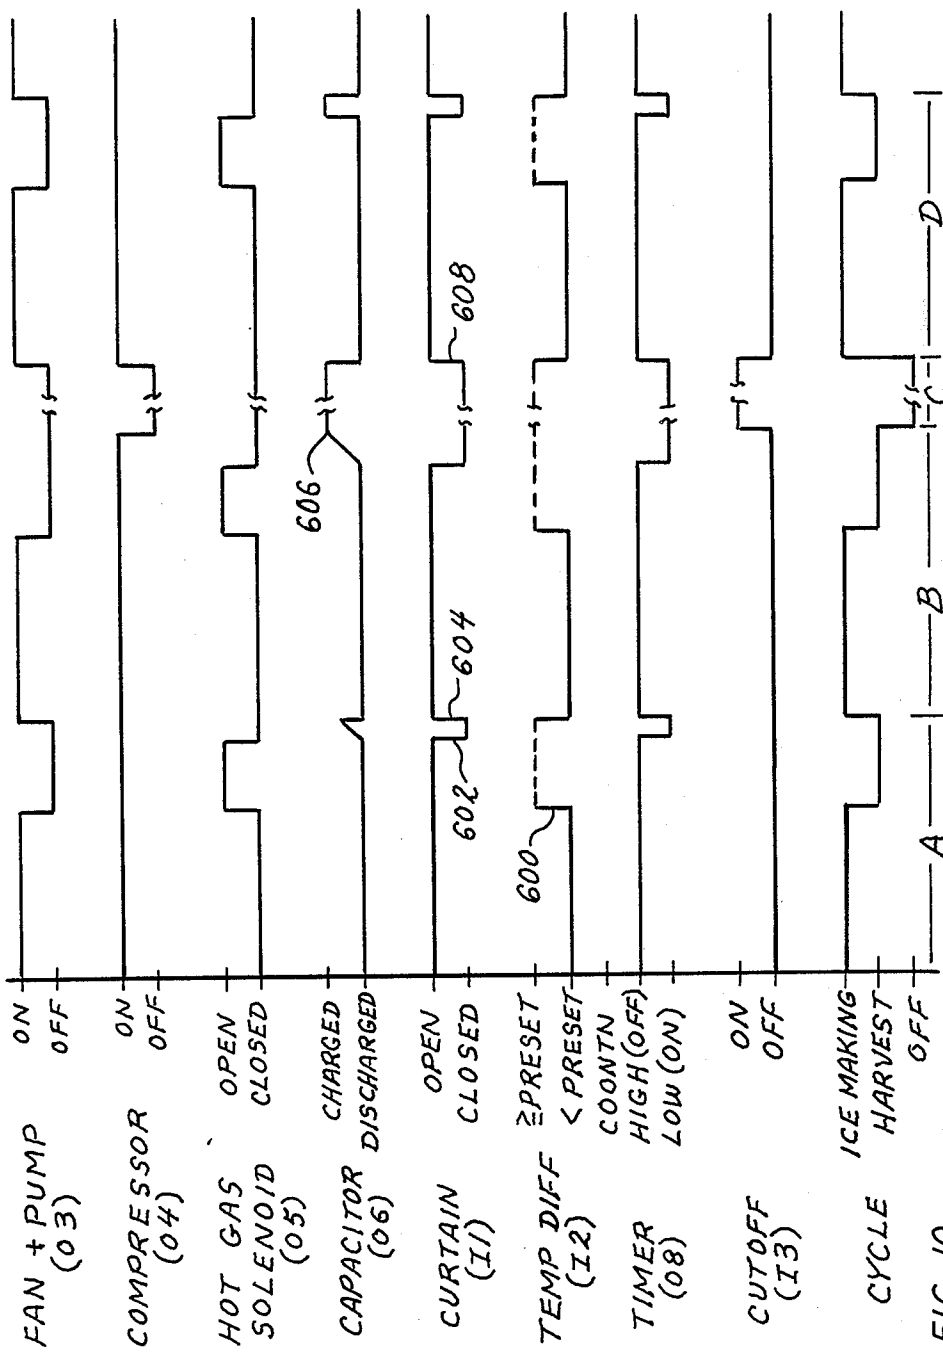 FAN + PUMP
(03)
ON
OFF
COMPRESSOR
(04)
ON
OFF
HOT GAS
SOLENOID
(05)
OPEN
CLOSED
CAPACITOR
(06)
CHARGED
DISCHARGED
606
CURTAIN
(I1)
OPEN
CLOSED
602
604
608
TEMP DIFF
(I2)
≧PRESET
<PRESET
600
TIMER
(08)
COONTN
HIGH (OFF)
LOW (ON)
CUTOFF
(I3)
ON
OFF
CYCLE
ICE MAKING
HARVEST
OFF
A
B
C
D